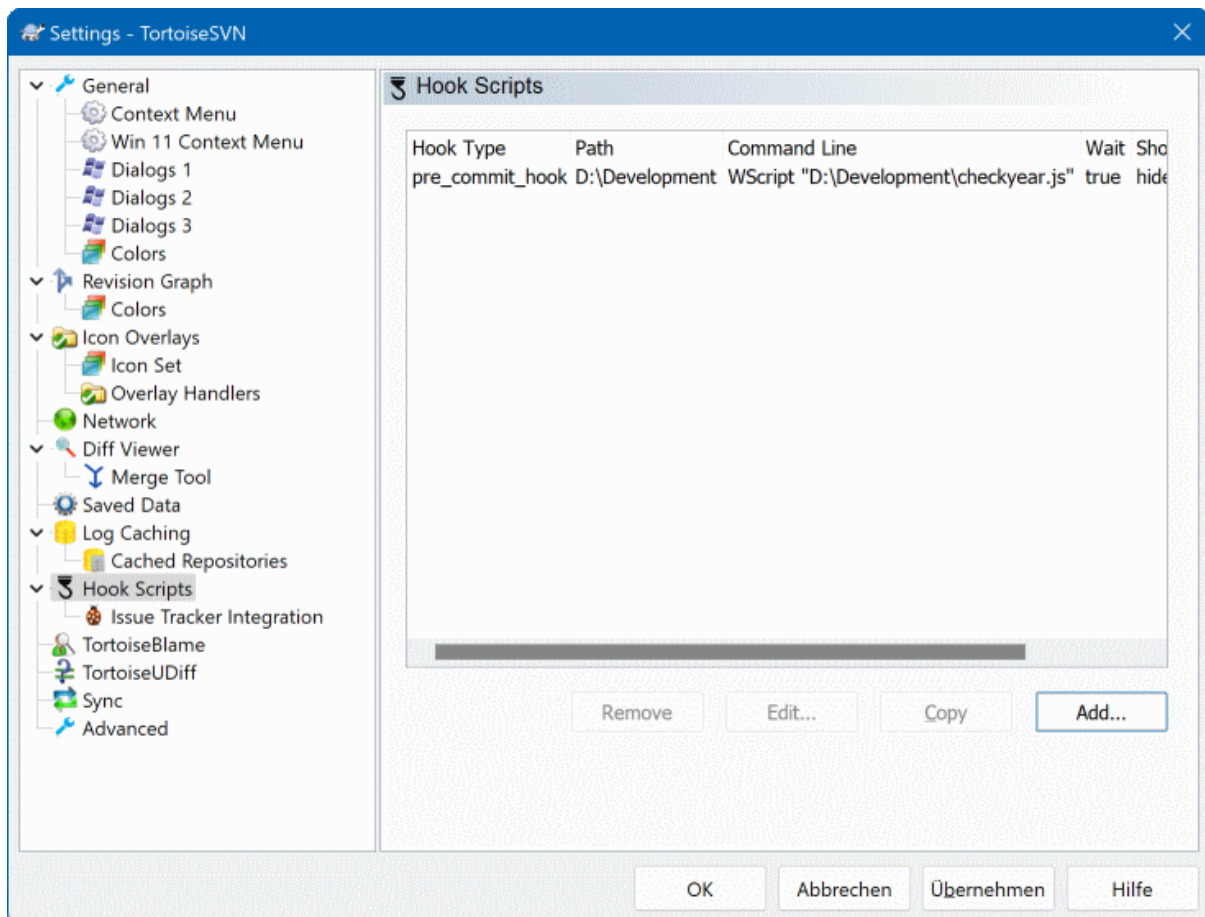 Settings - TortoiseSVN
General
Context Menu
Win 11 Context Menu
Dialogs 1
Dialogs 2
Dialogs 3
Colors
Revision Graph
Colors
Icon Overlays
Icon Set
Overlay Handlers
Network
Diff Viewer
Merge Tool
Saved Data
Log Caching
Cached Repositories
Hook Scripts
Issue Tracker Integration
TortoiseBlame
TortoiseUDiff
Sync
Advanced
Hook Scripts
Hook Type Path Command Line Wait Sho
pre_commit_hook D:\Development WScript "D:\Development\checkyear.js" true hide
Remove Edit... Copy Add...
OK Abbrechen Übernehmen Hilfe